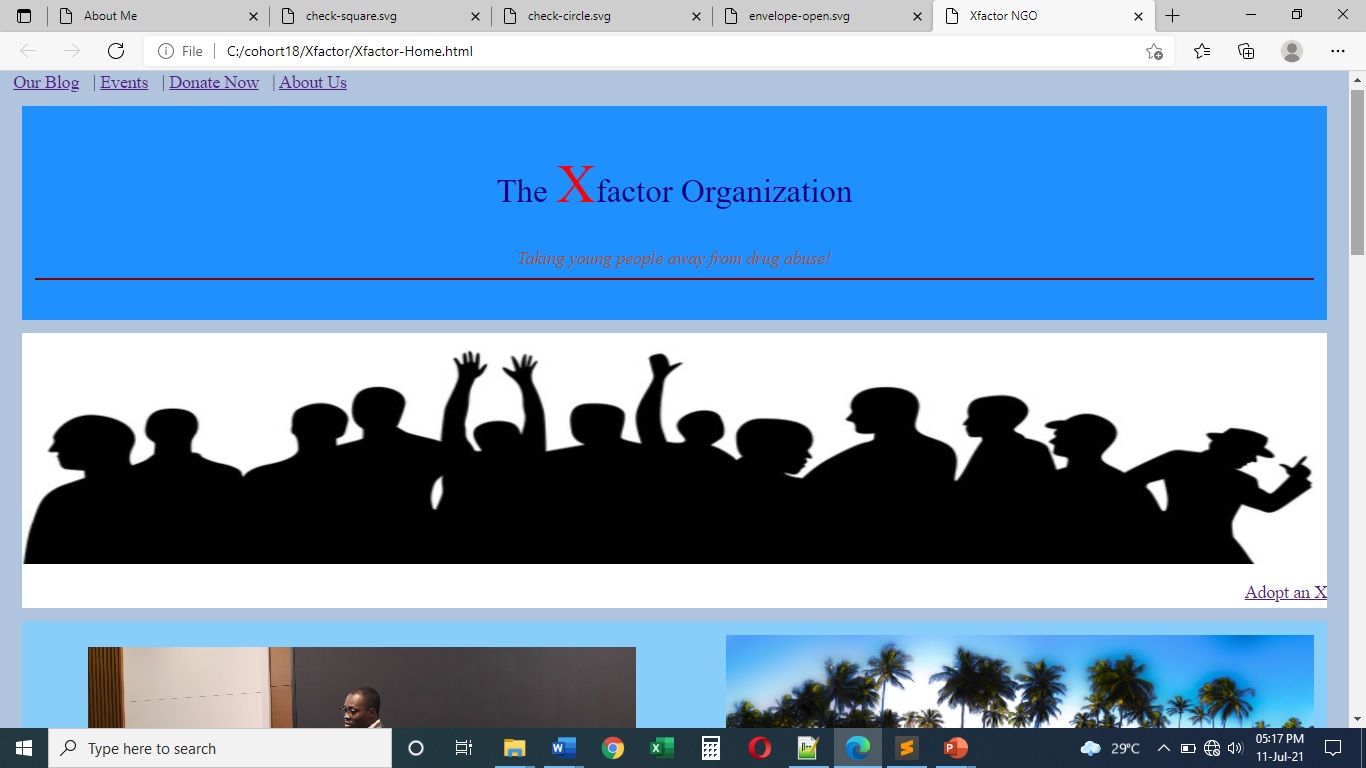 About Me
check-square.svg
check-circle.svg
envelope-open.svg
Xfactor NGO
File
C:/cohort18/Xfactor/Xfactor-Home.html
Our Blog | Events | Donate Now | About Us
The Xfactor Organization
Taking young people away from drug abuse!
Adopt an X
Type here to search
29°C
05:17 PM
11-Jul-21